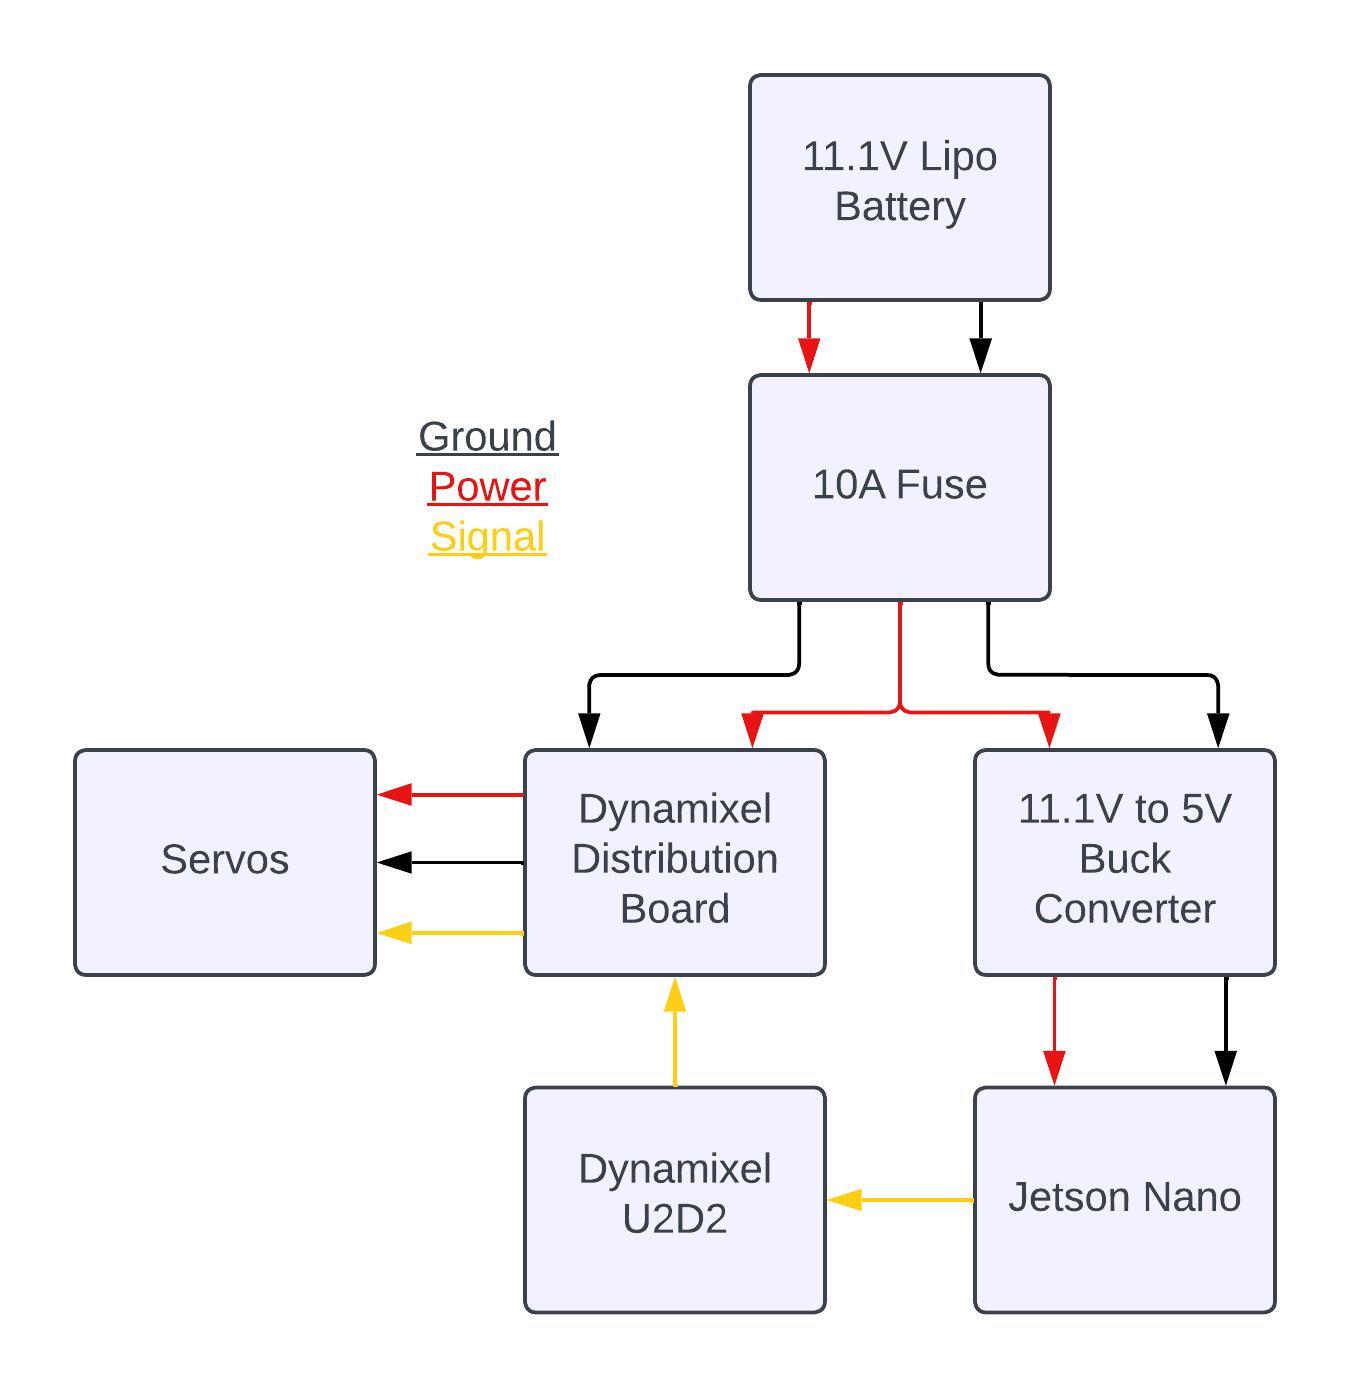 11.1V Lipo
Battery
Ground
Power
Signal
10A Fuse
Servos
Dynamixel
Distribution
Board
11.1V to 5V
Buck
Converter
Dynamixel
U2D2
Jetson Nano